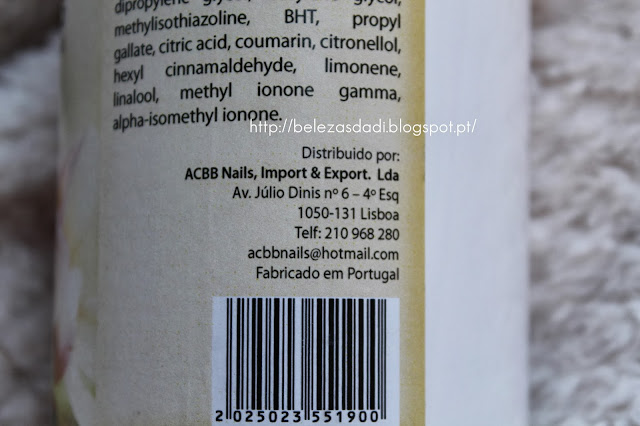 dipropylene glycol,
methylisothiazoline, BHT, propyl
gallate, citric acid, coumarin, citronellol,
hexyl cinnamaldehyde, limonene,
linalool, methyl ionone gamma,
alpha-isomethyl ionone.
http://belezasdadi.blogspot.pt/
Distribuido por:
ACBB Nails, Import & Export. Lda
Av. Júlio Dinis nº 6 – 4º Esq
1050-131 Lisboa
Telf: 210 968 280
acbbnails@hotmail.com
Fabricado em Portugal
2 025023 551900